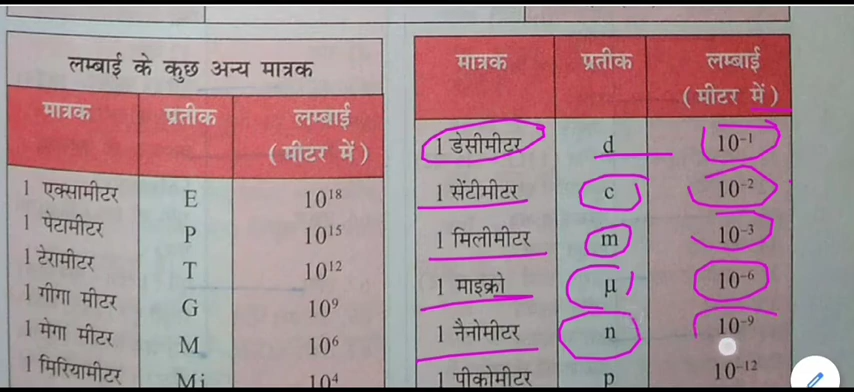 लम्बाई के कुछ अन्य मात्रक
मात्रक प्रतीक लम्बाई (मीटर में)
1 एक्सामीटर E 10¹⁸
1 पेटामीटर P 10¹⁵
1 टेरामीटर T 10¹²
1 गीगा मीटर G 10⁹
1 मेगा मीटर M 10⁶
1 मिरियामीटर Mi 10⁴
मात्रक प्रतीक लम्बाई (मीटर में)
1 डेसीमीटर d 10⁻¹
1 सेंटीमीटर c 10⁻²
1 मिलीमीटर m 10⁻³
1 माइक्रो μ 10⁻⁶
1 नैनोमीटर n 10⁻⁹
1 पीकोमीटर p 10⁻¹²